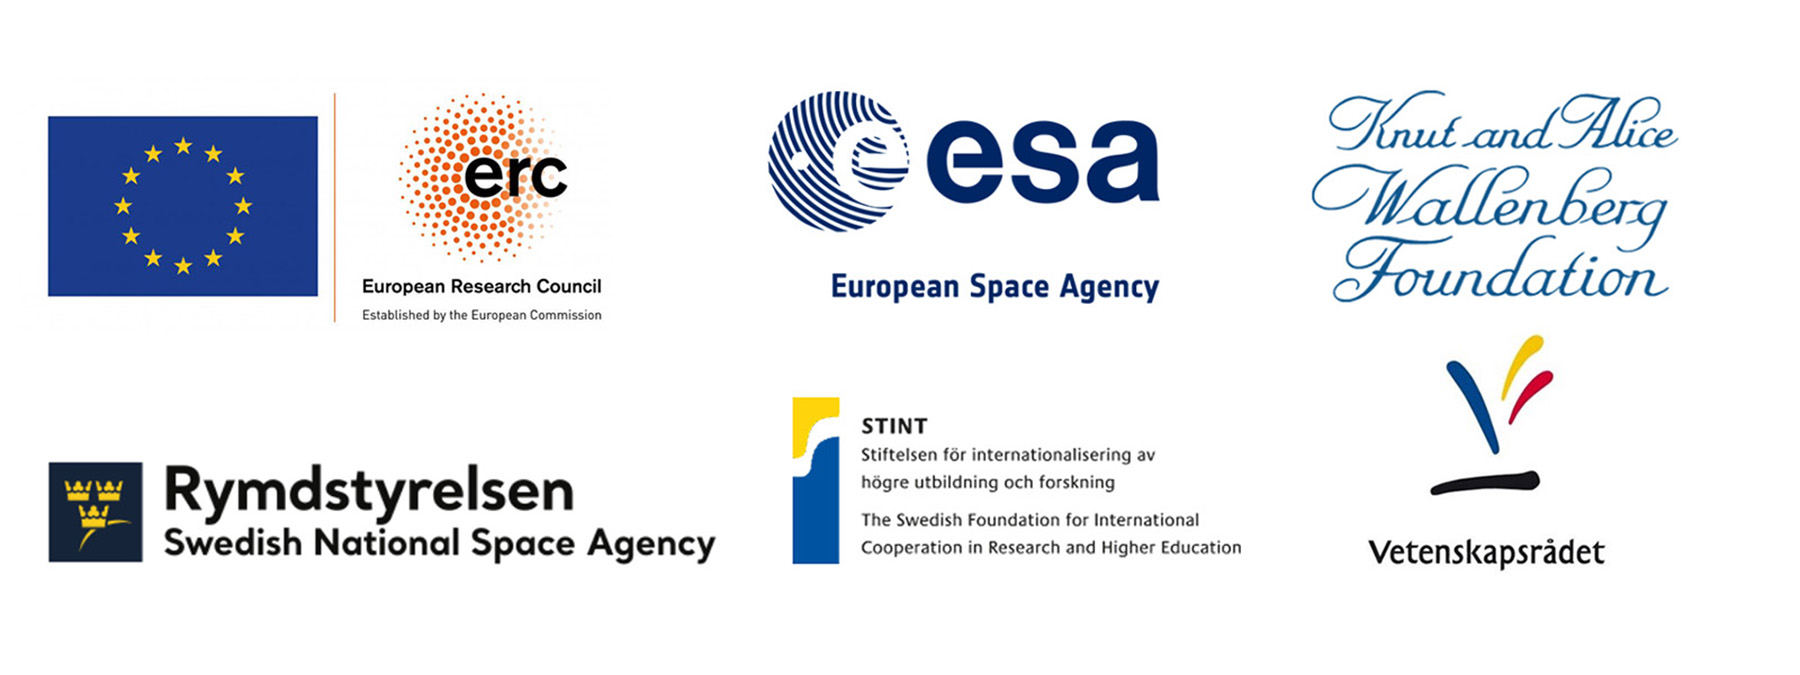 erc
European Research Council
Established by the European Commission
esa
European Space Agency
Knut and Alice
Wallenberg
Foundation
Rymdstyrelsen
Swedish National Space Agency
STINT
Stiftelsen för internationalisering av
högre utbildning och forskning
The Swedish Foundation for International
Cooperation in Research and Higher Education
Vetenskapsrådet